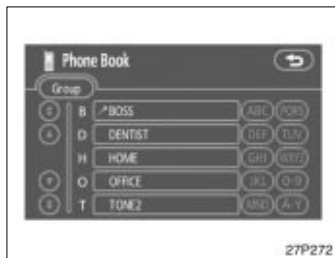 Phone Book
Group
B BOSS ABC PQRS
D DENTIST DEF TUV
H HOME GHI WXYZ
O OFFICE JKL 0-9
T TONE2 MNO A-Y
27P272